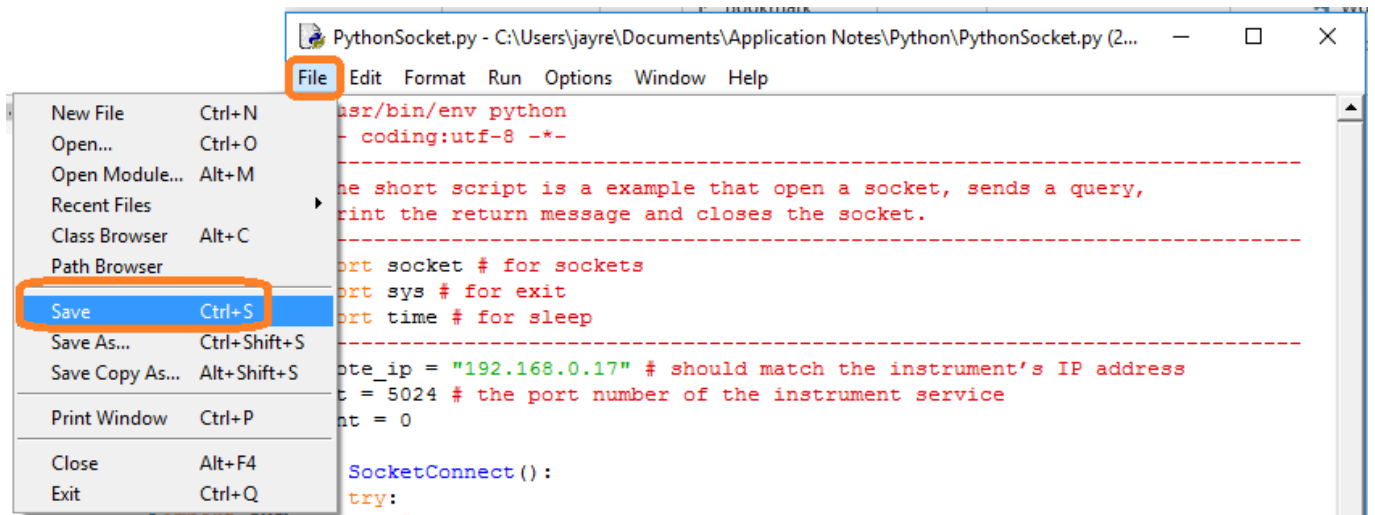 PythonSocket.py - C:\Users\jayre\Documents\Application Notes\Python\PythonSocket.py (2...
File Edit Format Run Options Window Help
New File Ctrl+N
Open... Ctrl+O
Open Module... Alt+M
Recent Files
Class Browser Alt+C
Path Browser
Save Ctrl+S
Save As... Ctrl+Shift+S
Save Copy As... Alt+Shift+S
Print Window Ctrl+P
Close Alt+F4
Exit Ctrl+Q
usr/bin/env python
- coding:utf-8 -*-
---------------------------------------------------------------------------
he short script is a example that open a socket, sends a query,
rint the return message and closes the socket.
---------------------------------------------------------------------------
ort socket # for sockets
ort sys # for exit
ort time # for sleep
---------------------------------------------------------------------------
ote_ip = "192.168.0.17" # should match the instrument’s IP address
t = 5024 # the port number of the instrument service
nt = 0
SocketConnect():
try: